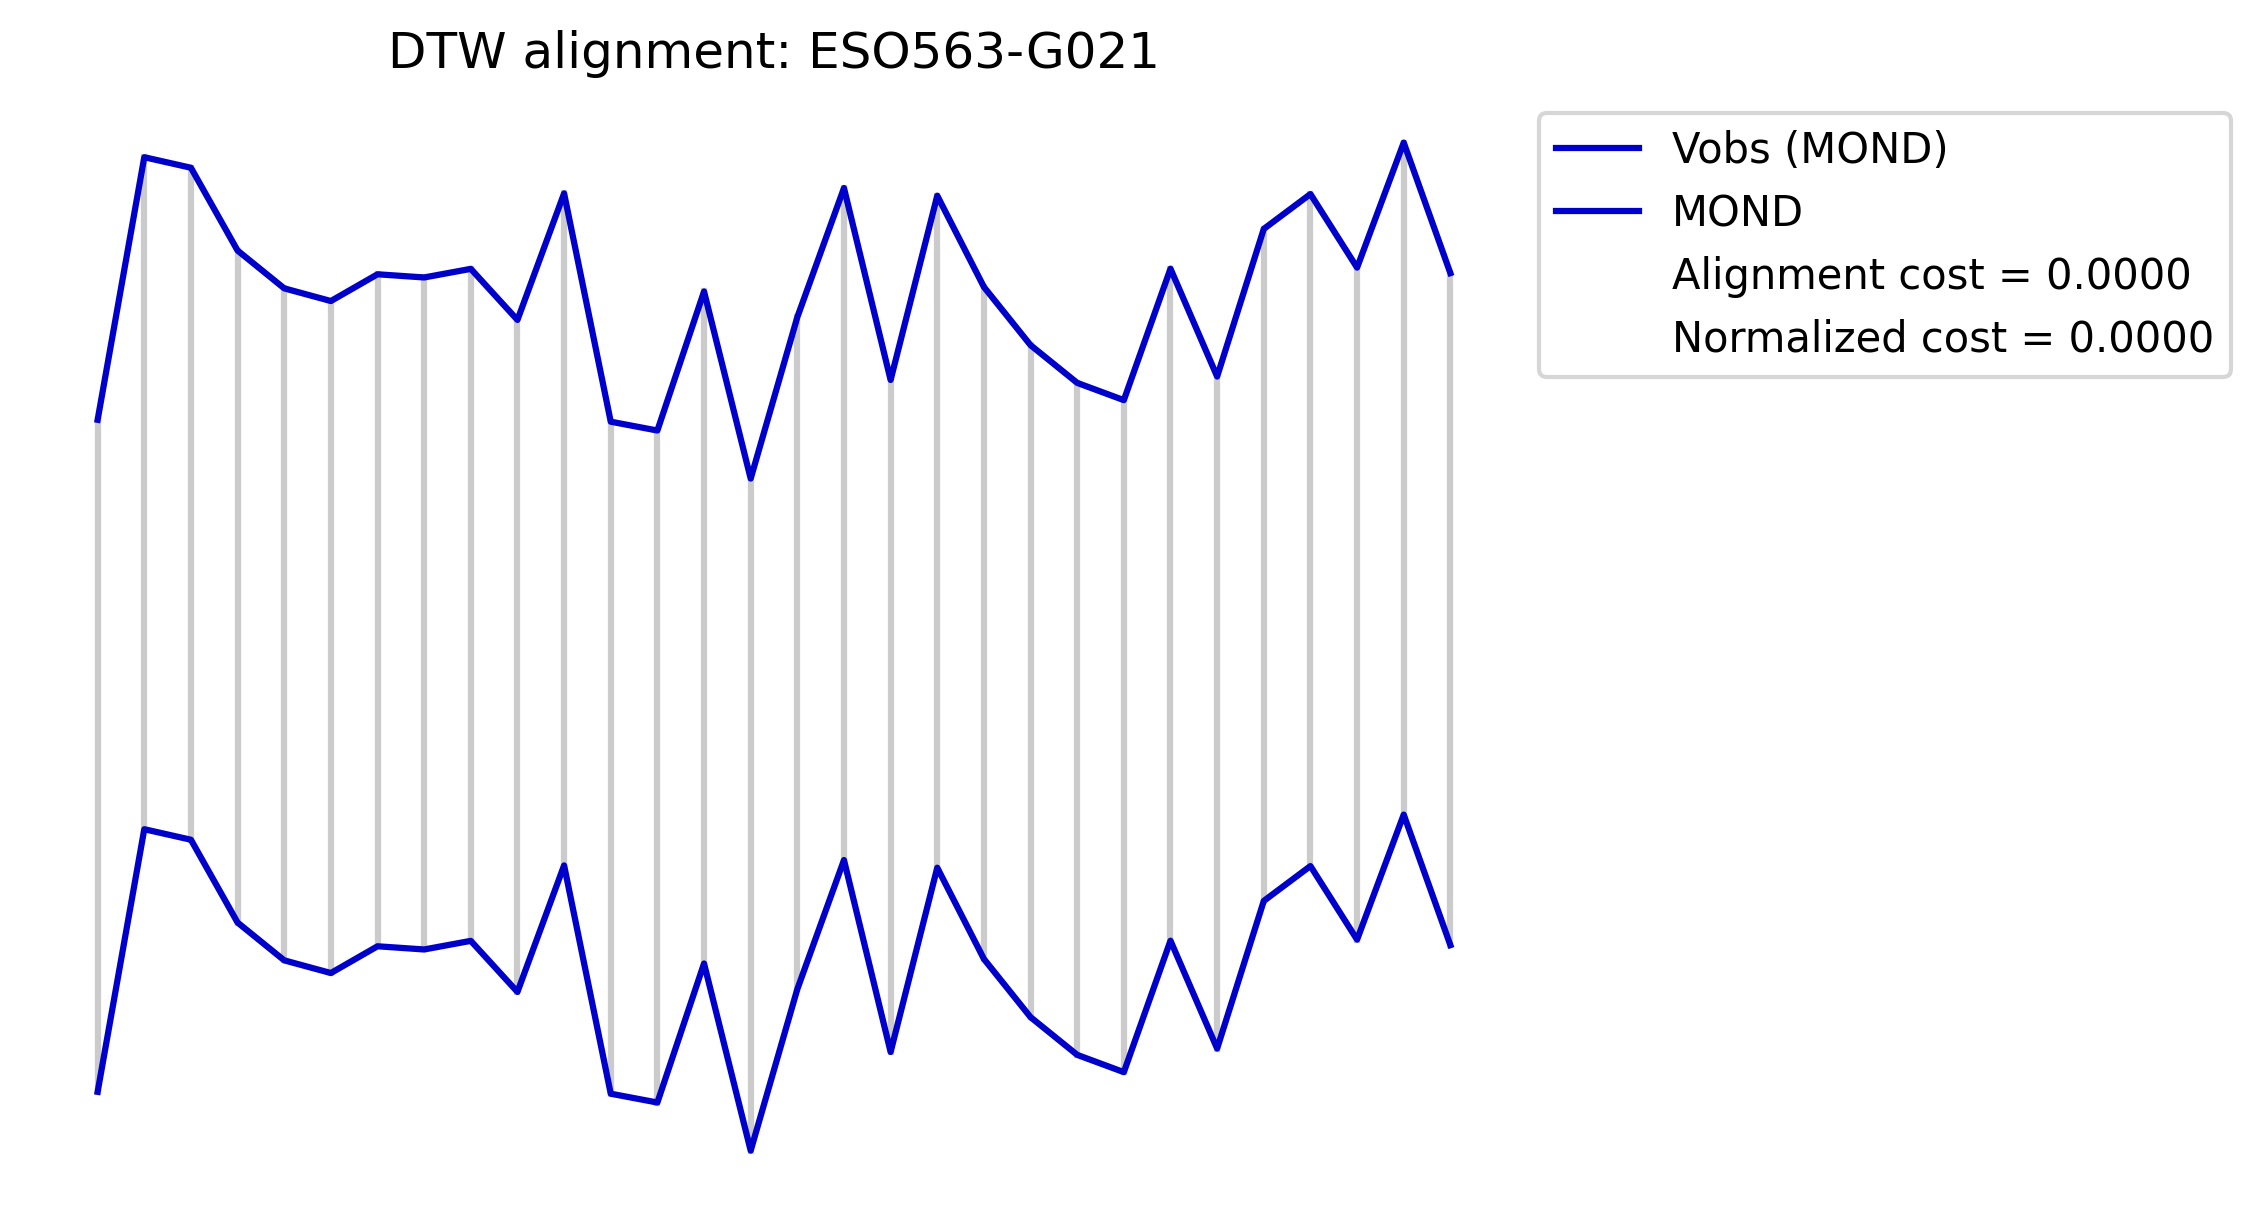 DTW alignment: ESO563-G021
Vobs (MOND)
MOND
Alignment cost = 0.0000
Normalized cost = 0.0000